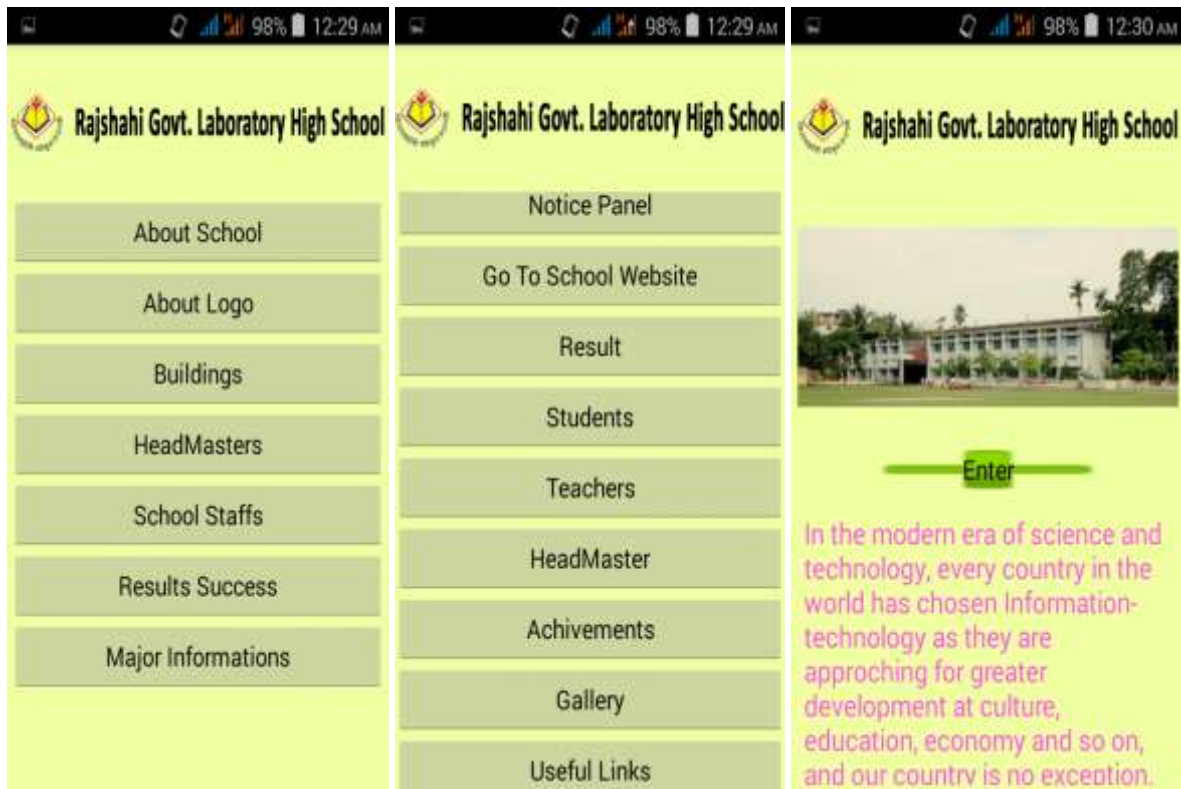 98% 12:29 AM
Rajshahi Govt. Laboratory High School
About School
About Logo
Buildings
HeadMasters
School Staffs
Results Success
Major Informations
98% 12:29 AM
Rajshahi Govt. Laboratory High School
Notice Panel
Go To School Website
Result
Students
Teachers
HeadMaster
Achivements
Gallery
Useful Links
98% 12:30 AM
Rajshahi Govt. Laboratory High School
Enter
In the modern era of science and
technology, every country in the
world has chosen Information-
technology as they are
approching for greater
development at culture,
education, economy and so on,
and our country is no exception.